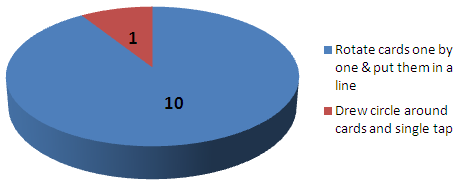 1
10
Rotate cards one by
one & put them in a
line
Drew circle around
cards and single tap